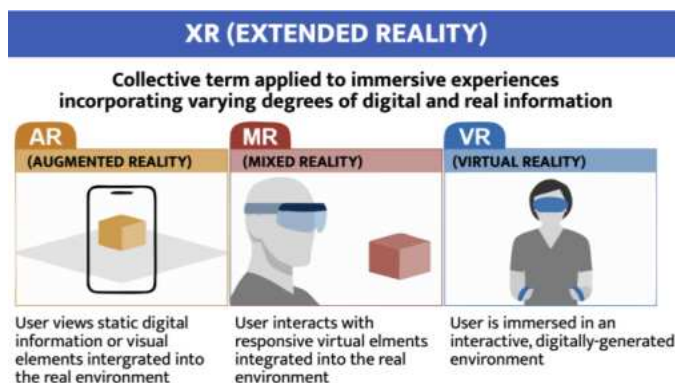 XR (EXTENDED REALITY)
Collective term applied to immersive experiences
incorporating varying degrees of digital and real information
AR
(AUGMENTED REALITY)
User views static digital
information or visual
elements intergrated into
the real environment
MR
(MIXED REALITY)
User interacts with
responsive virtual elments
integrated into the real
environment
VR
(VIRTUAL REALITY)
User is immersed in an
interactive, digitally-generated
environment